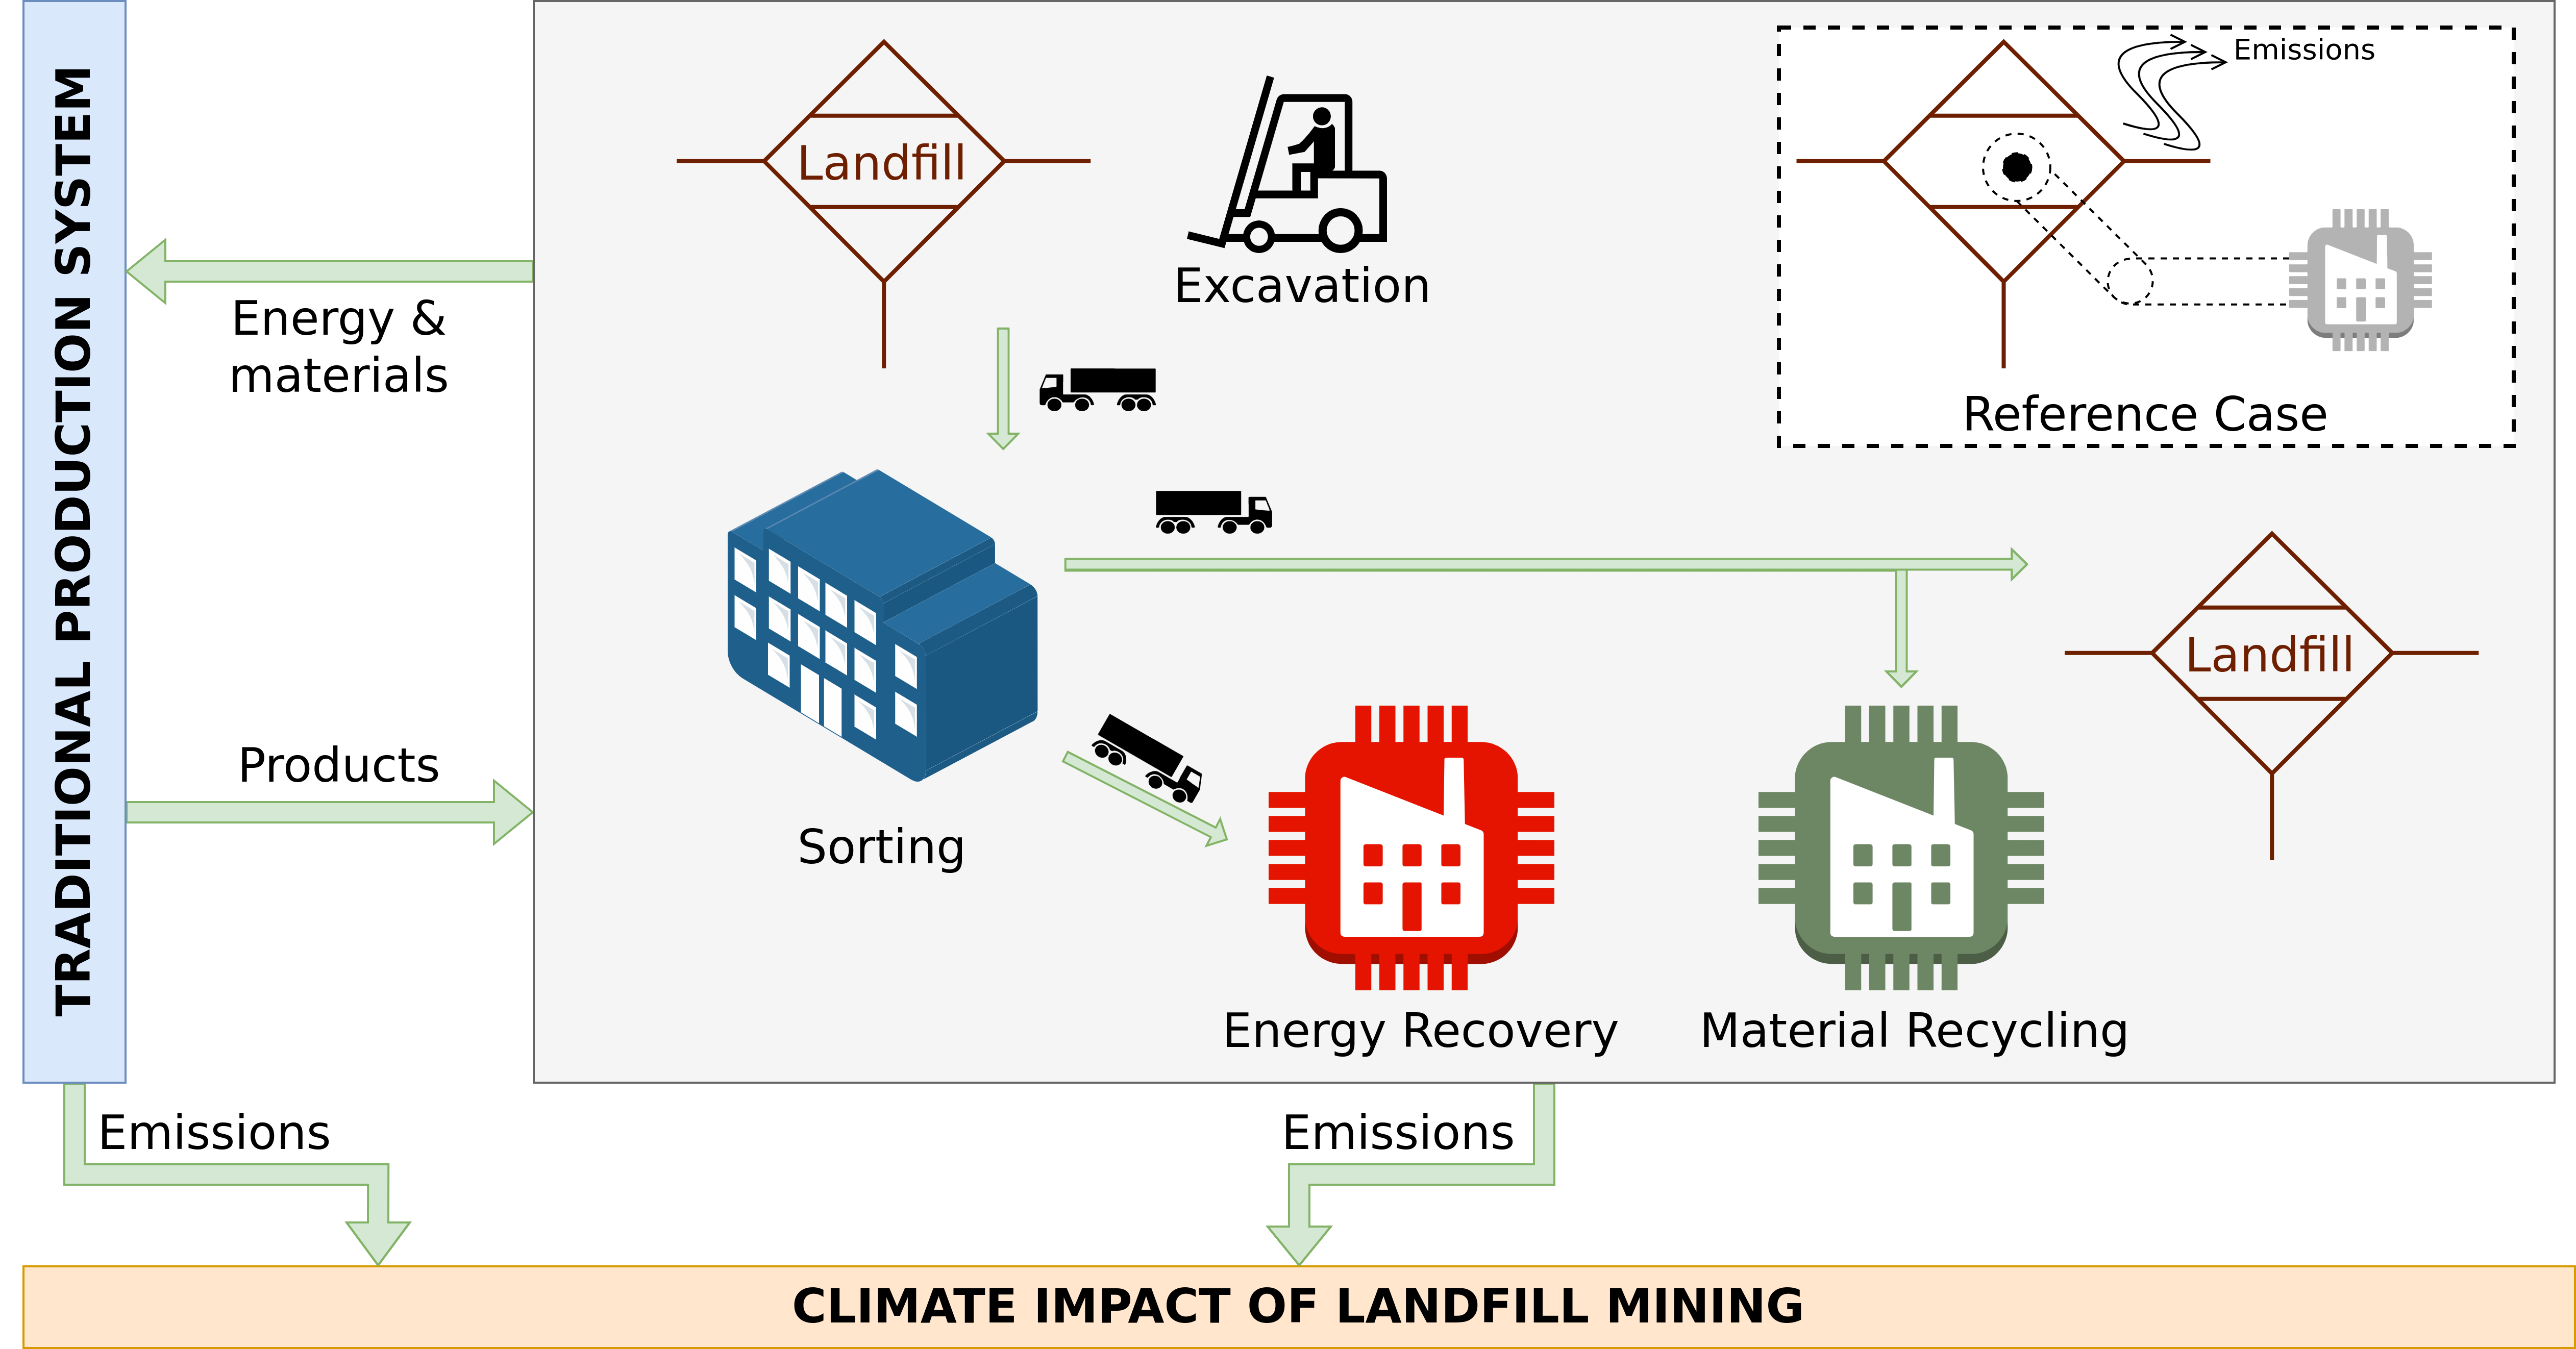 TRADITIONAL PRODUCTION SYSTEM
Energy &
materials
Products
Landfill
Excavation
Emissions
Reference Case
Landfill
Sorting
Energy Recovery
Material Recycling
Emissions
Emissions
CLIMATE IMPACT OF LANDFILL MINING